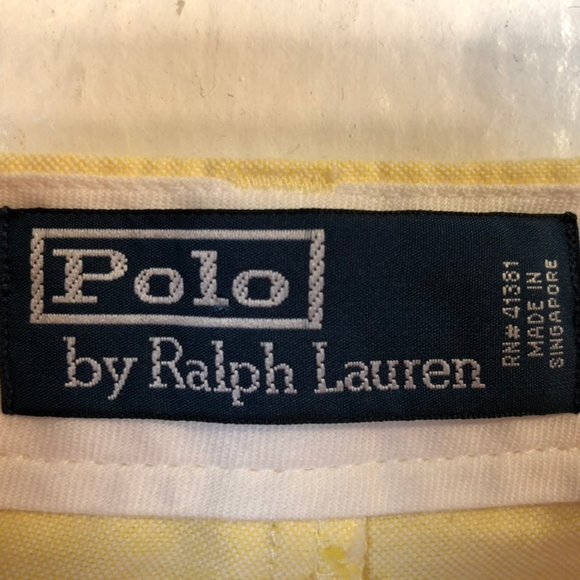 Polo
by Ralph Lauren
RN# 41381
MADE IN
SINGAPORE